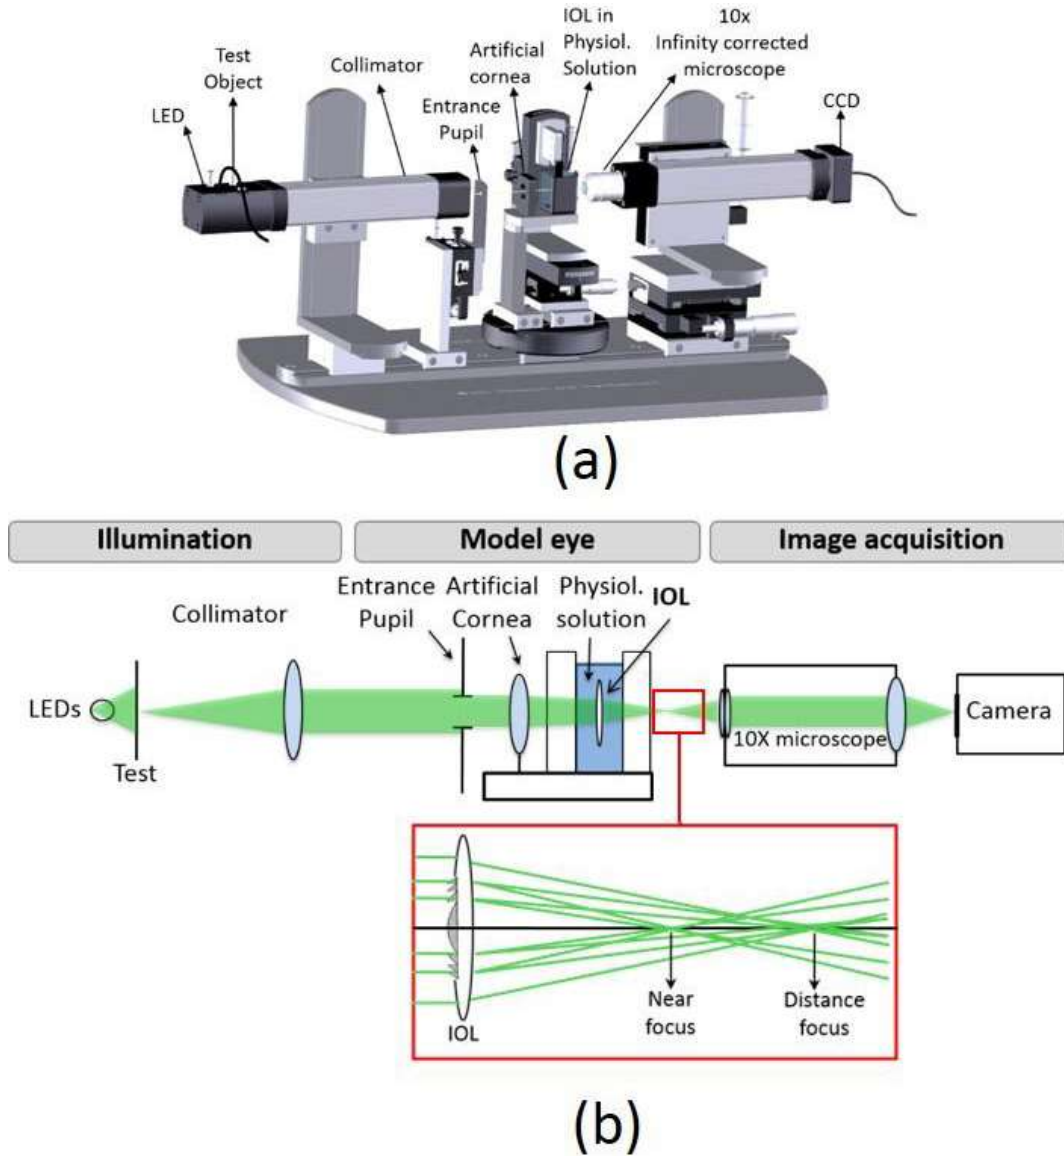 LED
Test
Object
Collimator
Entrance
Pupil
Artificial
cornea
IOL in
Physiol.
Solution
10x
Infinity corrected
microscope
CCD
(a)
Illumination
Model eye
Image acquisition
Collimator
Entrance
Pupil
Artificial
Cornea
Physiol.
solution
IOL
LEDs
Test
10X microscope
Camera
IOL
Near
focus
Distance
focus
(b)